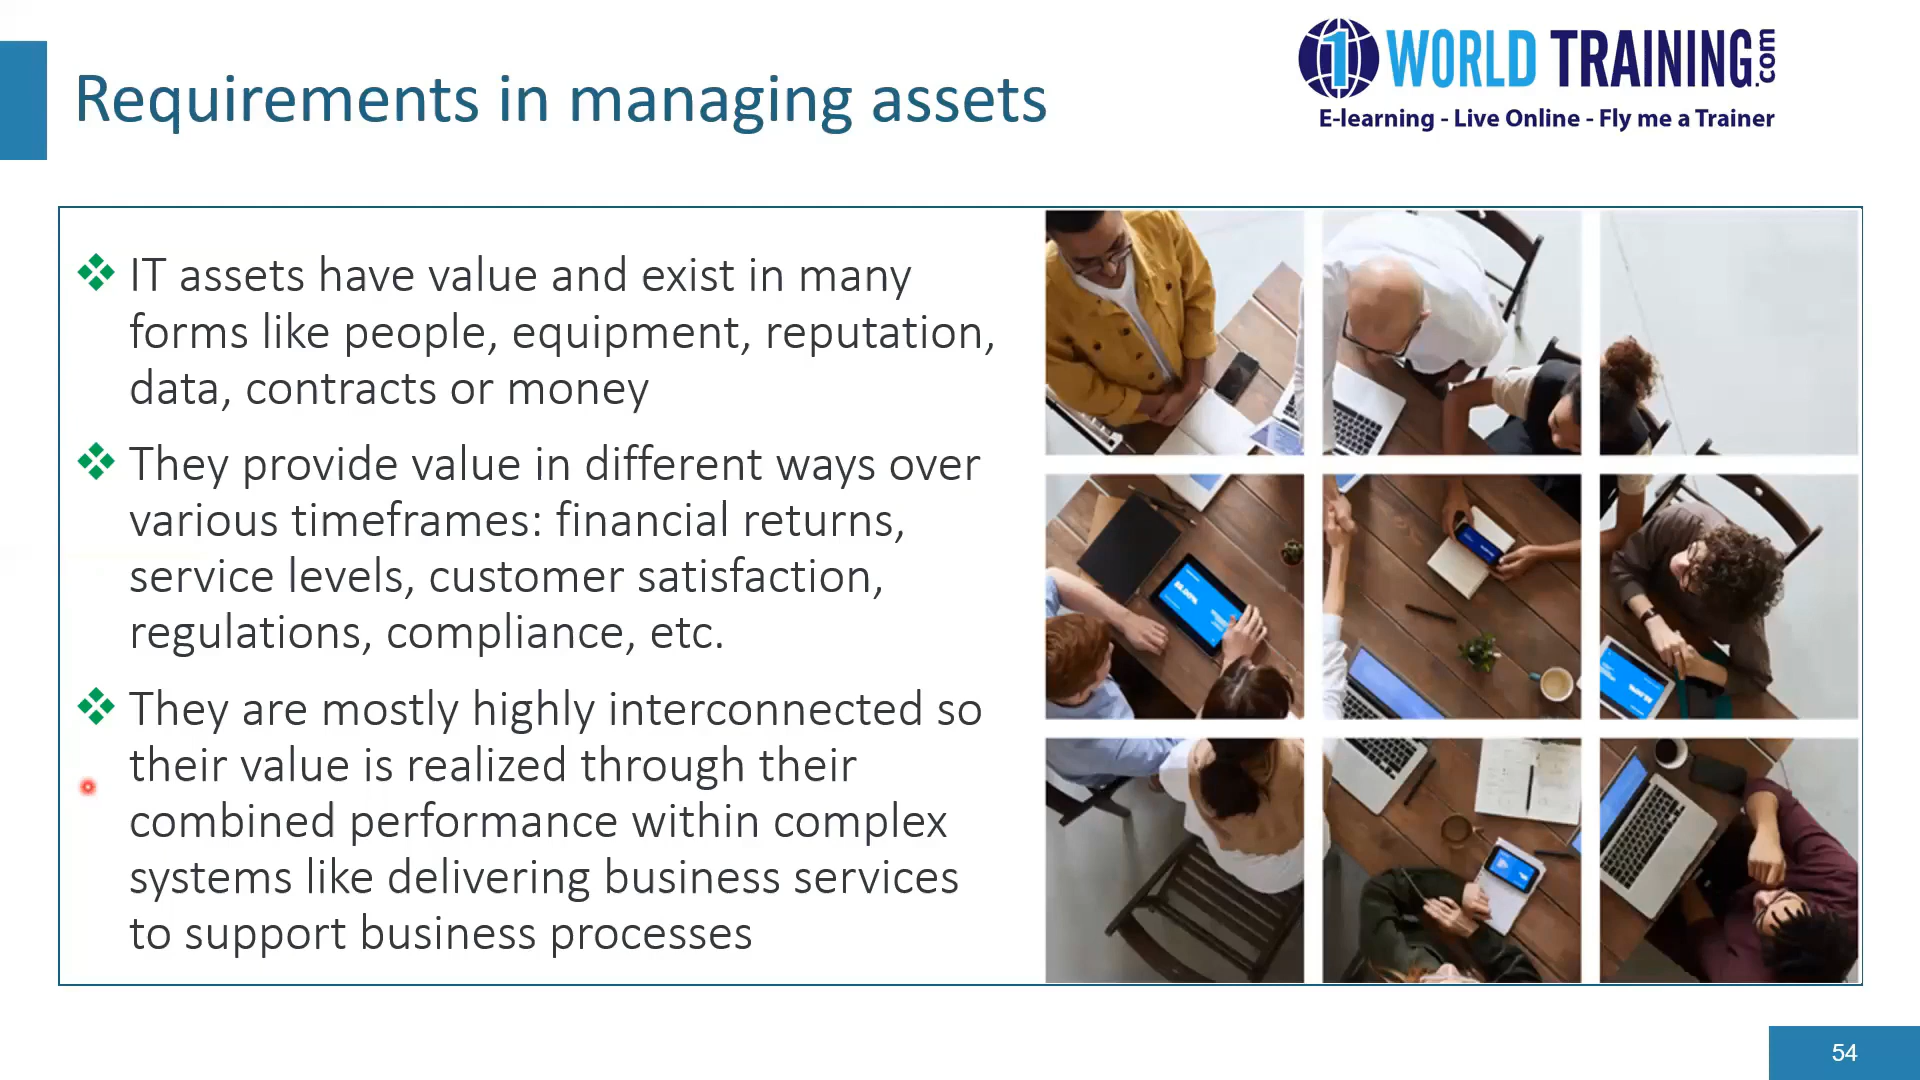 Requirements in managing assets
1 WORLD TRAINING.com
E-learning - Live Online - Fly me a Trainer
IT assets have value and exist in many
forms like people, equipment, reputation,
data, contracts or money
They provide value in different ways over
various timeframes: financial returns,
service levels, customer satisfaction,
regulations, compliance, etc.
They are mostly highly interconnected so
their value is realized through their
combined performance within complex
systems like delivering business services
to support business processes
54